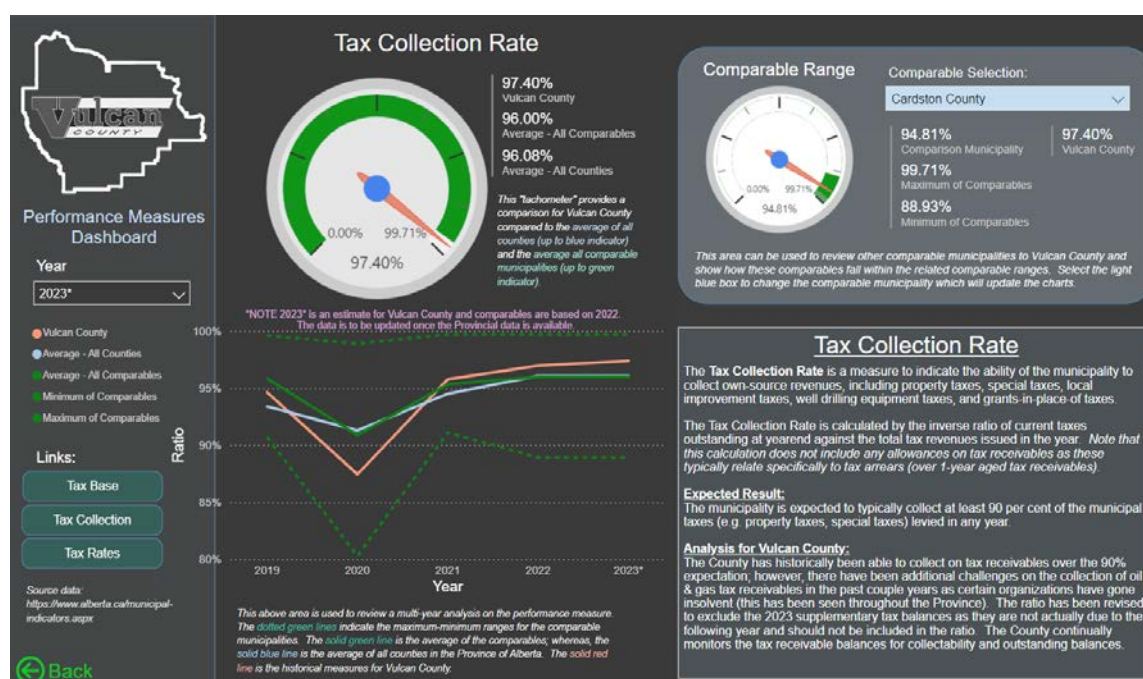 Vulcan
COUNTY
Performance Measures
Dashboard
Year
2023*
Vulcan County
Average - All Counties
Average - All Comparables
Minimum of Comparables
Maximum of Comparables
Links:
Tax Base
Tax Collection
Tax Rates
Source data:
https://www.alberta.ca/municipal-
indicators.aspx
Back
Tax Collection Rate
0.00%
99.71%
97.40%
97.40%
Vulcan County
96.00%
Average - All Comparables
96.08%
Average - All Counties
This "tachometer" provides a
comparison for Vulcan County
compared to the average of all
counties (up to blue indicator)
and the average all comparable
municipalities (up to green
indicator).
*NOTE 2023* is an estimate for Vulcan County and comparables are based on 2022.
The data is to be updated once the Provincial data is available.
100%
95%
90%
85%
80%
Ratio
2019
2020
2021
2022
2023*
Year
This above area is used to review a multi-year analysis on the performance measure.
The dotted green lines indicate the maximum-minimum ranges for the comparable
municipalities. The solid green line is the average of the comparables; whereas, the
solid blue line is the average of all counties in the Province of Alberta. The solid red
line is the historical measures for Vulcan County.
Comparable Range
0.00%
99.71%
94.81%
Comparable Selection:
Cardston County
94.81%
Comparison Municipality
97.40%
Vulcan County
99.71%
Maximum of Comparables
88.93%
Minimum of Comparables
This area can be used to review other comparable municipalities to Vulcan County and
show how these comparables fall within the related comparable ranges. Select the light
blue box to change the comparable municipality which will update the charts.
Tax Collection Rate
The Tax Collection Rate is a measure to indicate the ability of the municipality to
collect own-source revenues, including property taxes, special taxes, local
improvement taxes, well drilling equipment taxes, and grants-in-place-of taxes.
The Tax Collection Rate is calculated by the inverse ratio of current taxes
outstanding at yearend against the total tax revenues issued in the year. Note that
this calculation does not include any allowances on tax receivables as these
typically relate specifically to tax arrears (over 1-year aged tax receivables).
Expected Result:
The municipality is expected to typically collect at least 90 per cent of the municipal
taxes (e.g. property taxes, special taxes) levied in any year.
Analysis for Vulcan County:
The County has historically been able to collect on tax receivables over the 90%
expectation; however, there have been additional challenges on the collection of oil
& gas tax receivables in the past couple years as certain organizations have gone
insolvent (this has been seen throughout the Province). The ratio has been revised
to exclude the 2023 supplementary tax balances as they are not actually due to the
following year and should not be included in the ratio. The County continually
monitors the tax receivable balances for collectability and outstanding balances.